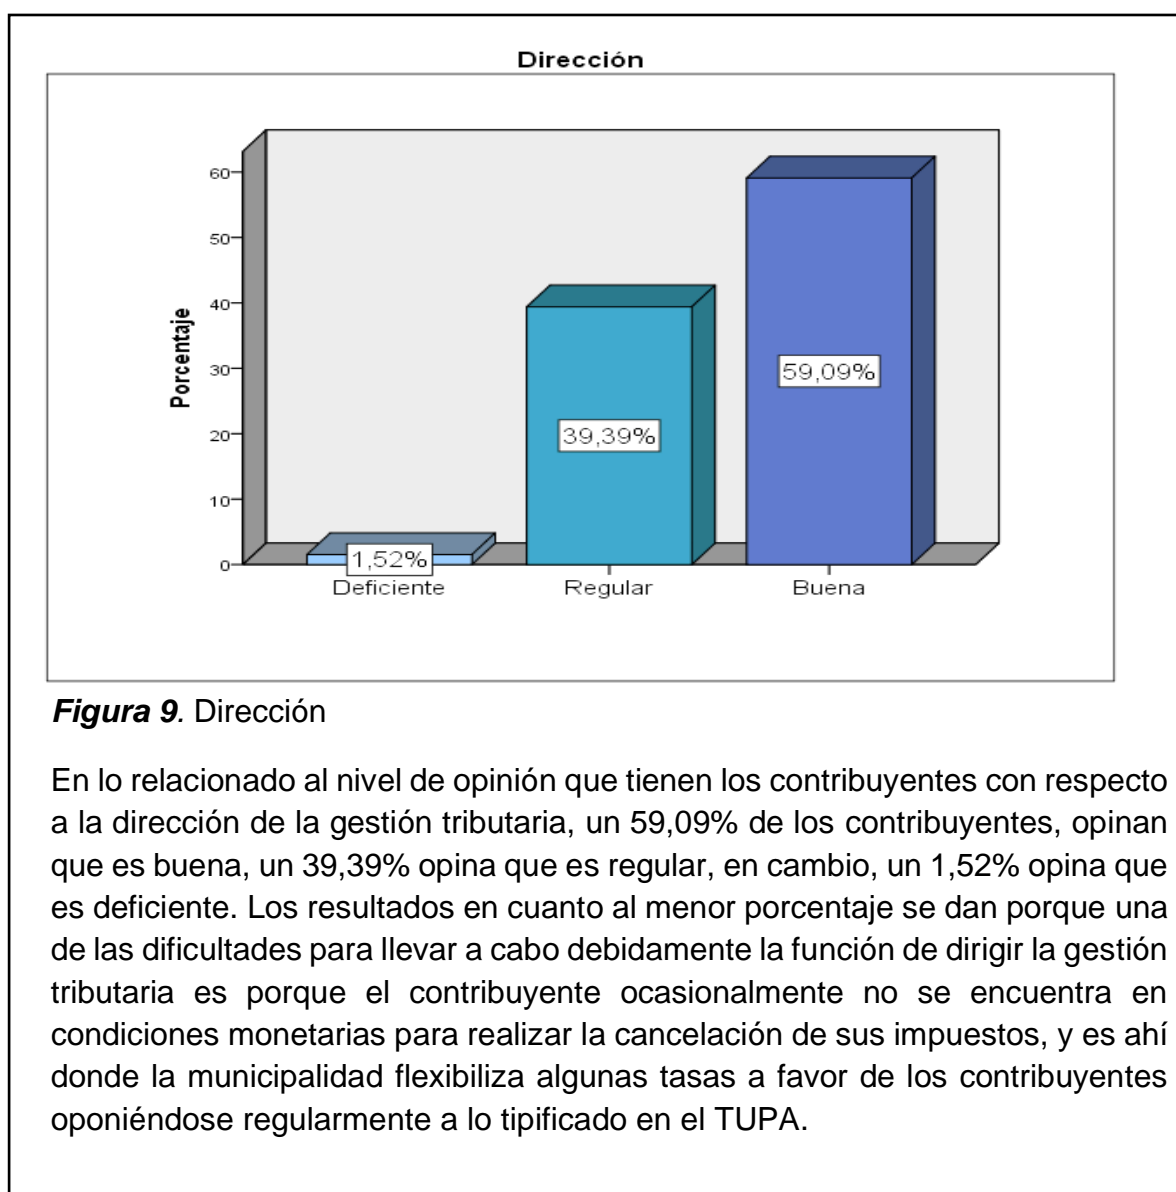 Dirección
Porcentaje
60
50
40
30
20
10
0
1,52%
39,39%
59,09%
Deficiente
Regular
Buena
Figura 9. Dirección
En lo relacionado al nivel de opinión que tienen los contribuyentes con respecto
a la dirección de la gestión tributaria, un 59,09% de los contribuyentes, opinan
que es buena, un 39,39% opina que es regular, en cambio, un 1,52% opina que
es deficiente. Los resultados en cuanto al menor porcentaje se dan porque una
de las dificultades para llevar a cabo debidamente la función de dirigir la gestión
tributaria es porque el contribuyente ocasionalmente no se encuentra en
condiciones monetarias para realizar la cancelación de sus impuestos, y es ahí
donde la municipalidad flexibiliza algunas tasas a favor de los contribuyentes
oponiéndose regularmente a lo tipificado en el TUPA.